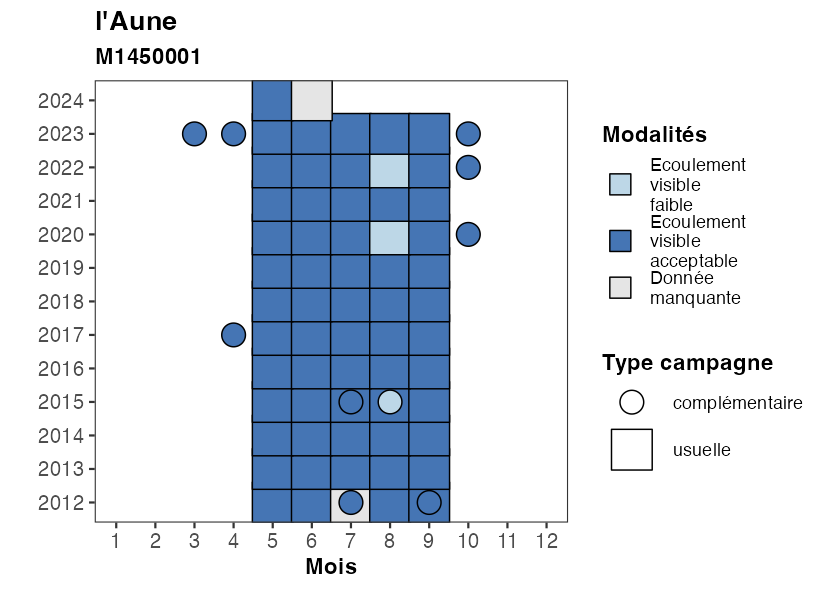 l'Aune
M1450001
2024
2023
2022
2021
2020
2019
2018
2017
2016
2015
2014
2013
2012
1 2 3 4 5 6 7 8 9 10 11 12
Mois
Modalités
Ecoulement
visible
faible
Ecoulement
visible
acceptable
Donnée
manquante
Type campagne
complémentaire
usuelle